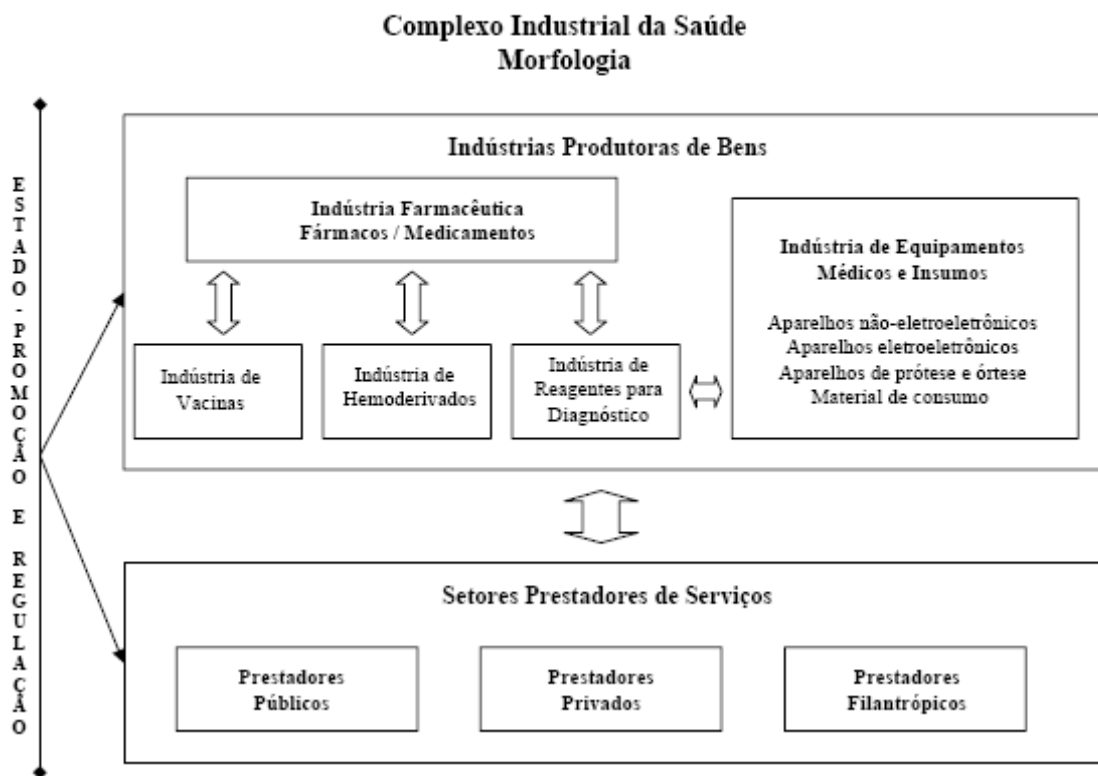 Complexo Industrial da Saúde
Morfologia
ESTADO - PROMOÇÃO E REGULAÇÃO
Indústrias Produtoras de Bens
Indústria Farmacêutica
Fármacos / Medicamentos
Indústria de Equipamentos
Médicos e Insumos
Aparelhos não-eletroeletrônicos
Aparelhos eletroeletrônicos
Aparelhos de prótese e órtese
Material de consumo
Indústria de
Vacinas
Indústria de
Hemoderivados
Indústria de
Reagentes para
Diagnóstico
Setores Prestadores de Serviços
Prestadores
Públicos
Prestadores
Privados
Prestadores
Filantrópicos